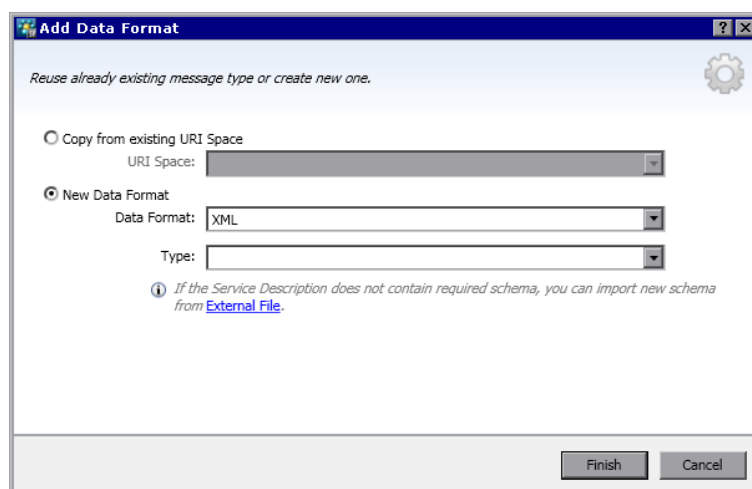 Add Data Format
Reuse already existing message type or create new one.
Copy from existing URI Space
URI Space:
New Data Format
Data Format: XML
Type:
If the Service Description does not contain required schema, you can import new schema
from External File.
Finish Cancel